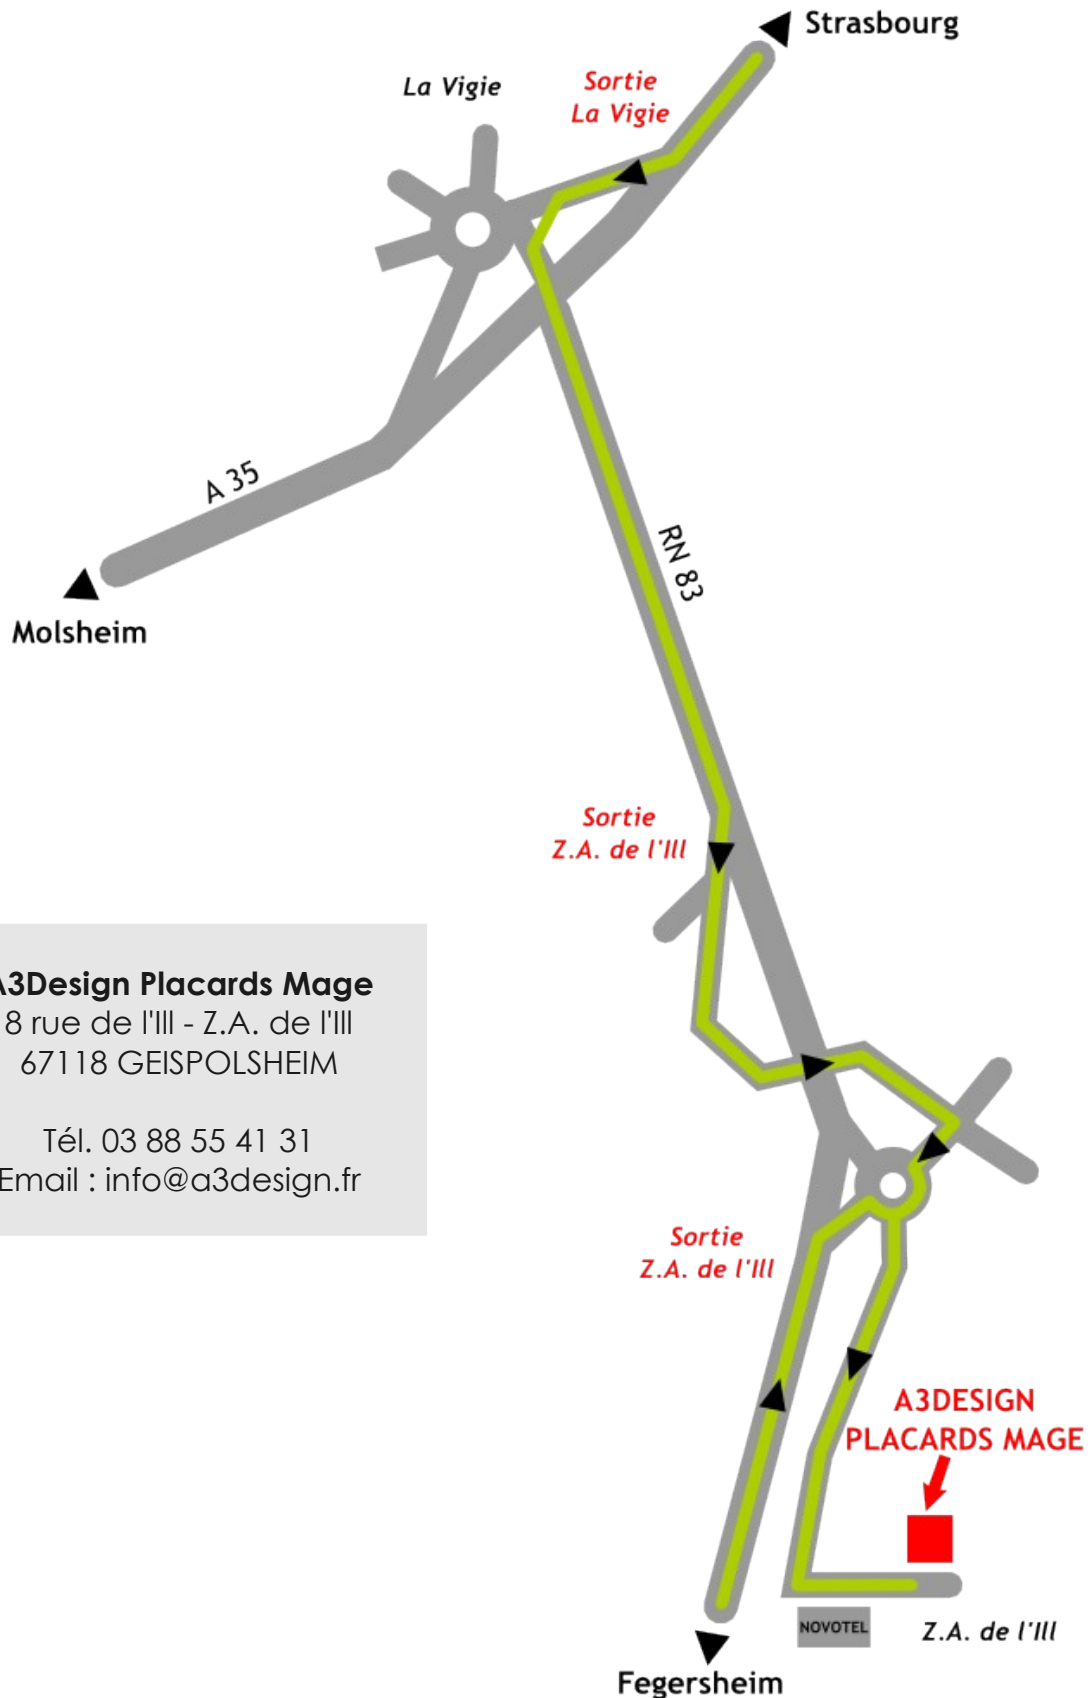 Strasbourg
La Vigie
Sortie
La Vigie
A 35
RN 83
Molsheim
Sortie
Z.A. de l'Ill
A3Design Placards Mage
8 rue de l'Ill - Z.A. de l'Ill
67118 GEISPOLSHEIM
Tél. 03 88 55 41 31
Email : info@a3design.fr
Sortie
Z.A. de l'Ill
A3DESIGN
PLACARDS MAGE
NOVOTEL
Z.A. de l'Ill
Fegersheim